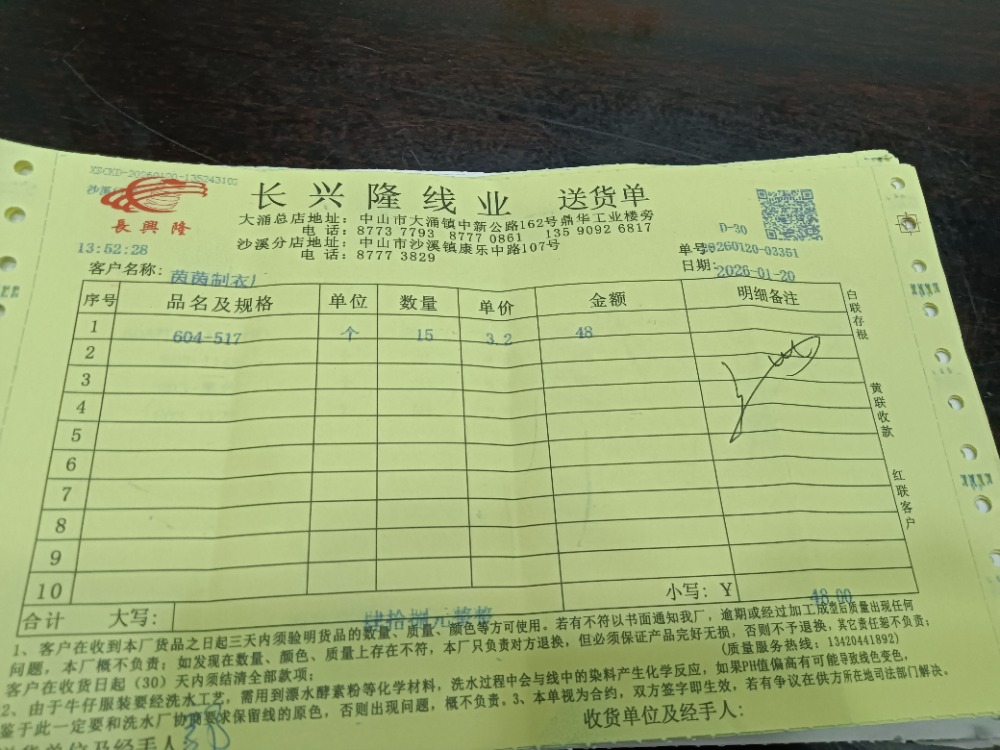 XSCKD-20260120-135243102
長興隆
长兴隆线业 送货单
大涌总店地址：中山市大涌镇中新公路162号鼎华工业楼旁
电话：8773 7793 8777 0861 135 9092 6817
沙溪分店地址：中山市沙溪镇康乐中路107号
电话：8777 3829
D-30
13:52:28
单号:20260120-03351
客户名称: 茵茵制衣厂
日期: 2026-01-20
序号 品名及规格 单位 数量 单价 金额 明细备注
1 604-517 个 15 3.2 48
2
3
4
5
6
7
8
9
10
白联存根
黄联收款
红联客户
合计 大写: 肆拾捌元整 小写: Y 48.00
1、客户在收到本厂货品之日起三天内须验明货品的数量、质量、颜色等方可使用。若有不符以书面通知我厂，逾期或经过加工成型后质量出现任何
问题，本厂概不负责；如发现在数量、颜色、质量上存在不符，本厂只负责对方退换，但必须保证产品完好无损，否则不予退换，其它责任恕不负责；
客户在收货日起（30）天内须结清全部款项； (质量服务热线：13420441892)
2、由于牛仔服装要经洗水工艺，需用到漂水酵素粉等化学材料，洗水过程中会与线中的染料产生化学反应，如果PH值偏高有可能导致线色变色，
鉴于此一定要和洗水厂协商要求保留线的原色，否则出现问题，概不负责。3、本单视为合约，双方签字即生效，若有争议在供方所在地司法部门解决。
送货单位及经手人 收货单位及经手人: